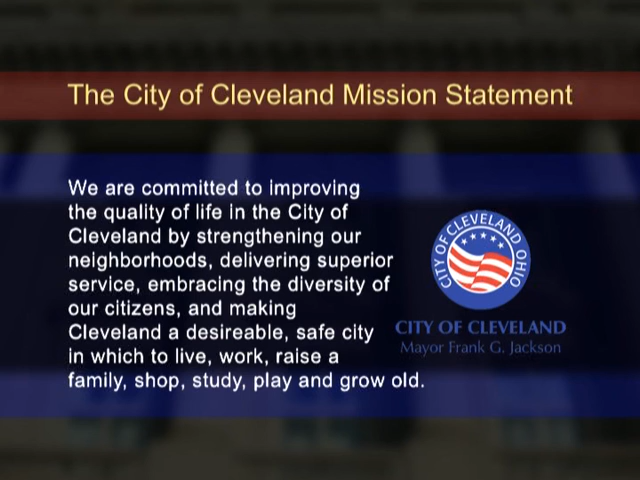 The City of Cleveland Mission Statement
We are committed to improving
the quality of life in the City of
Cleveland by strengthening our
neighborhoods, delivering superior
service, embracing the diversity of
our citizens, and making
Cleveland a desireable, safe city
in which to live, work, raise a
family, shop, study, play and grow old.
CITY OF CLEVELAND OHIO
CITY OF CLEVELAND
Mayor Frank G. Jackson